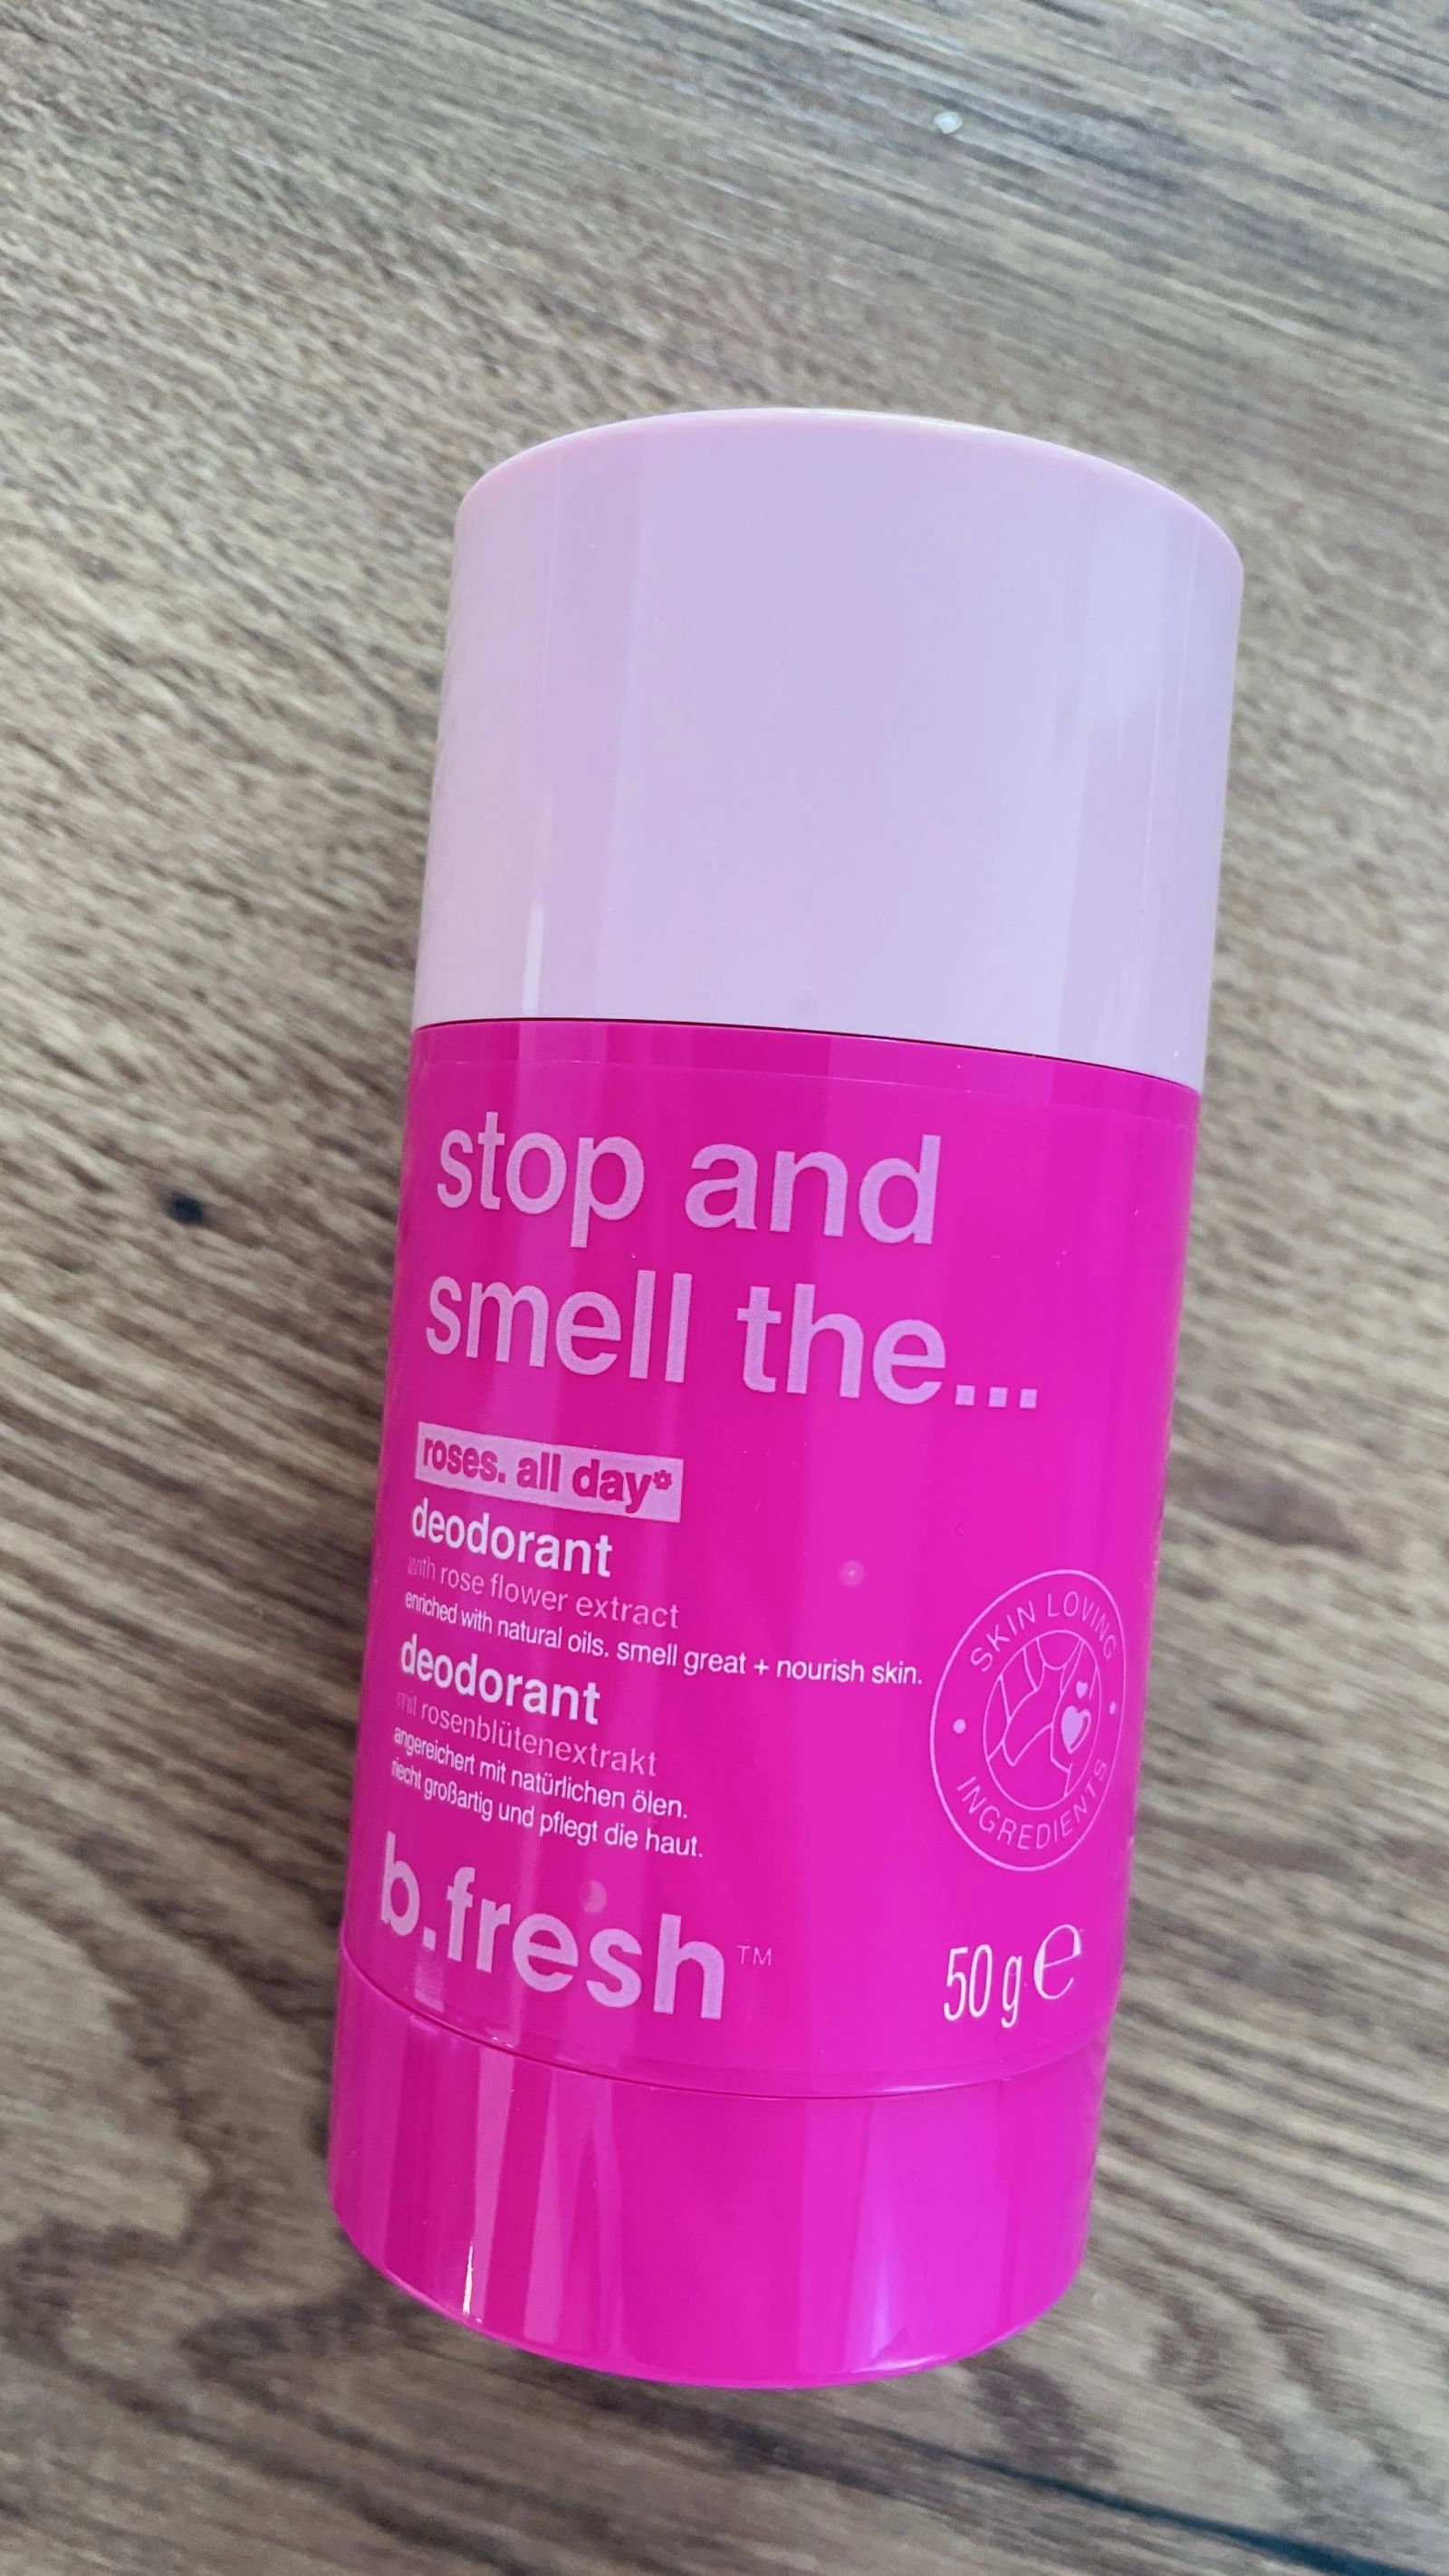 stop and
smell the...
roses. all day*
deodorant
with rose flower extract
enriched with natural oils. smell great + nourish skin.
deodorant
mit rosenblütenextrakt
angereichert mit natürlichen ölen.
riecht großartig und pflegt die haut.
SKIN LOVING
INGREDIENTS
b.fresh™
50 g ℮